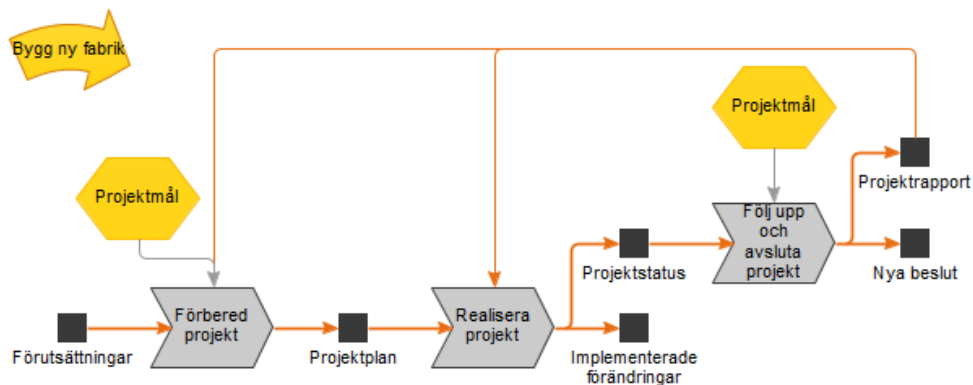 Bygg ny fabrik
Projektmål
Projektmål
Projektrapport
Följ upp
och
avsluta
projekt
Projektstatus
Nya beslut
Förbered
projekt
Realisera
projekt
Förutsättningar
Projektplan
Implementerade
förändringar